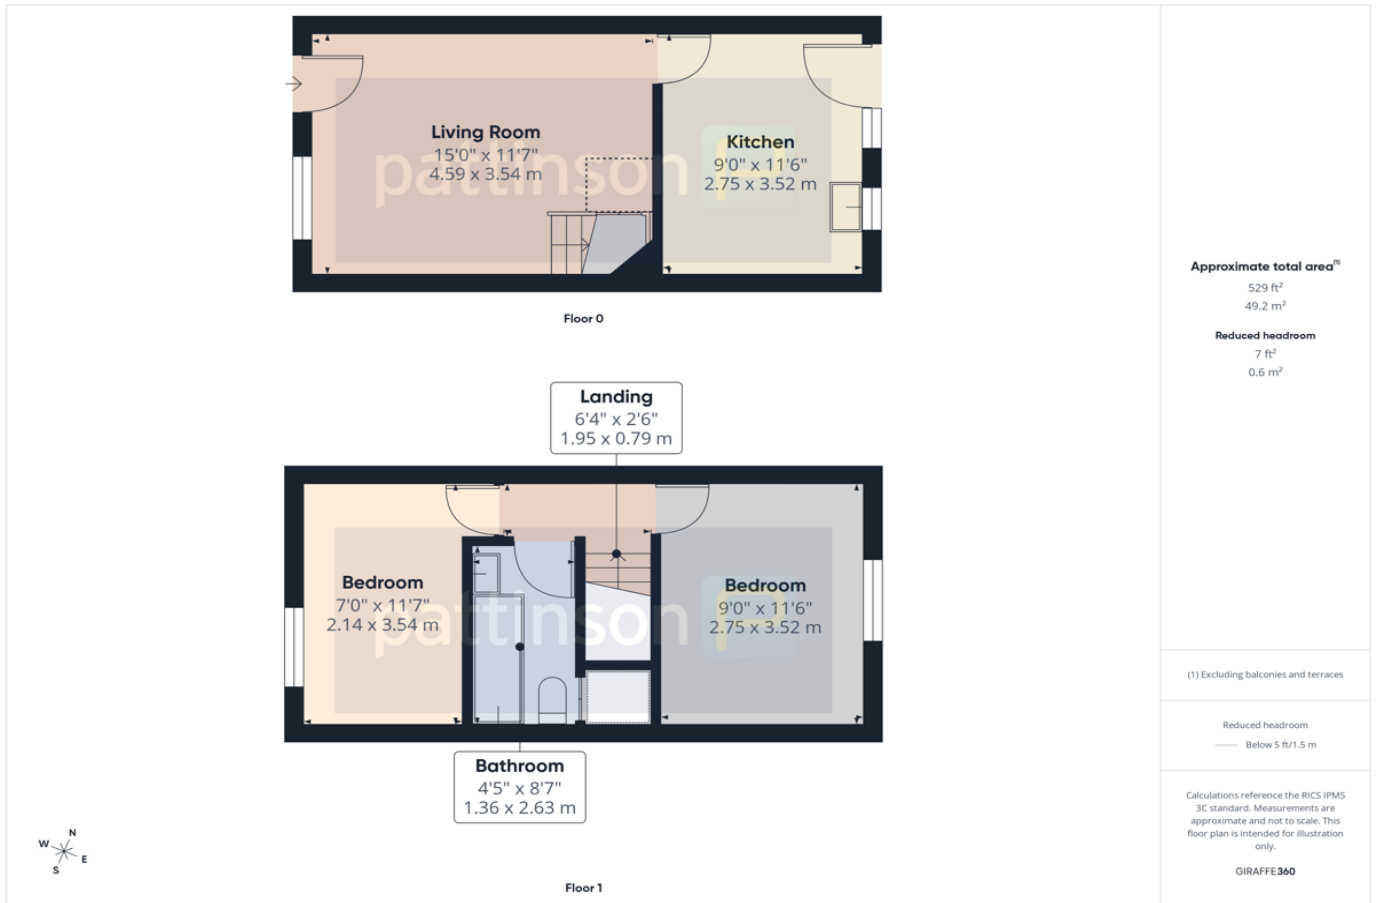 Living Room
15'0" x 11'7"
4.59 x 3.54 m
Kitchen
9'0" x 11'6"
2.75 x 3.52 m
pattinson
Floor 0
Landing
6'4" x 2'6"
1.95 x 0.79 m
Bedroom
7'0" x 11'7"
2.14 x 3.54 m
Bedroom
9'0" x 11'6"
2.75 x 3.52 m
pattinson
Bathroom
4'5" x 8'7"
1.36 x 2.63 m
N
W
E
S
Floor 1
Approximate total area(1)
529 ft²
49.2 m²
Reduced headroom
7 ft²
0.6 m²
(1) Excluding balconies and terraces
Reduced headroom
Below 5 ft/1.5 m
Calculations reference the RICS IPMS
3C standard. Measurements are
approximate and not to scale. This
floor plan is intended for illustration
only.
GIRAFFE360